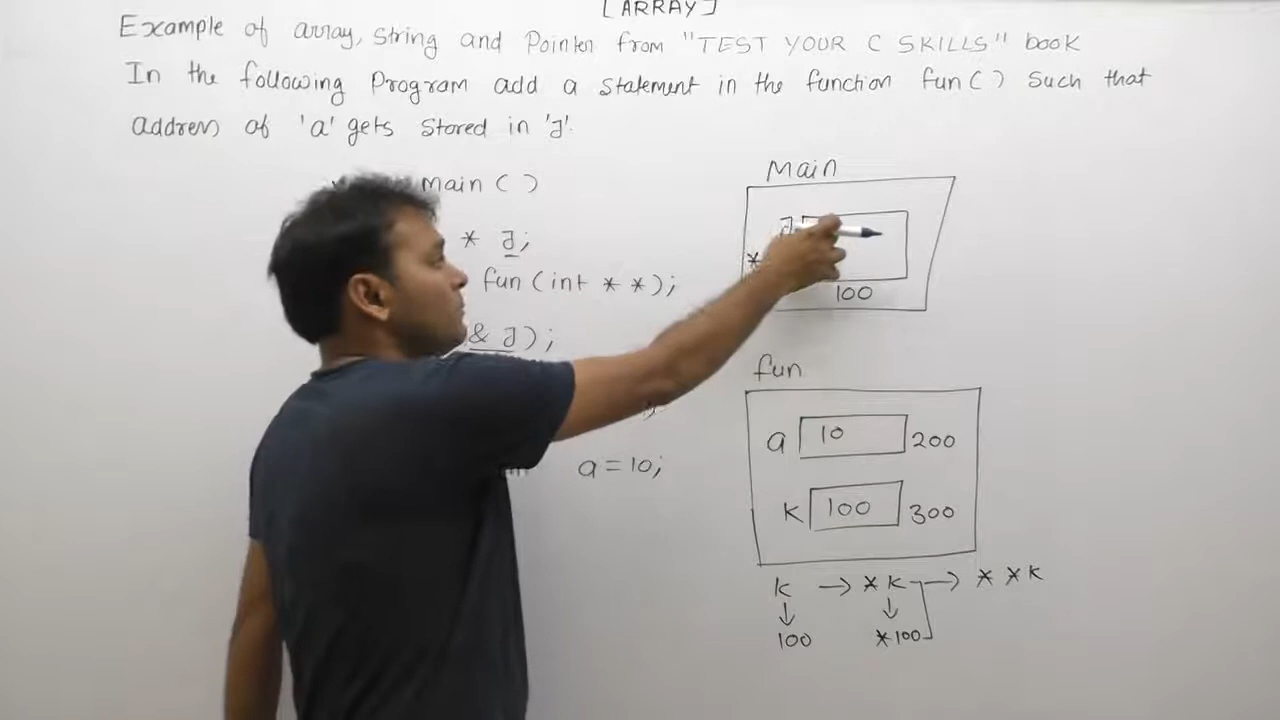 [ARRAY]
Example of array, String and Pointer from "TEST YOUR C SKILLS" book
In the following Program add a statement in the function fun() Such that
address of 'a' gets Stored in 'J'.
main()
* J;
fun(int **);
& J);
a=10;
Main
J
*
100
fun
a 10 200
K 100 300
K → *K → **K
↓ ↓
100 *100